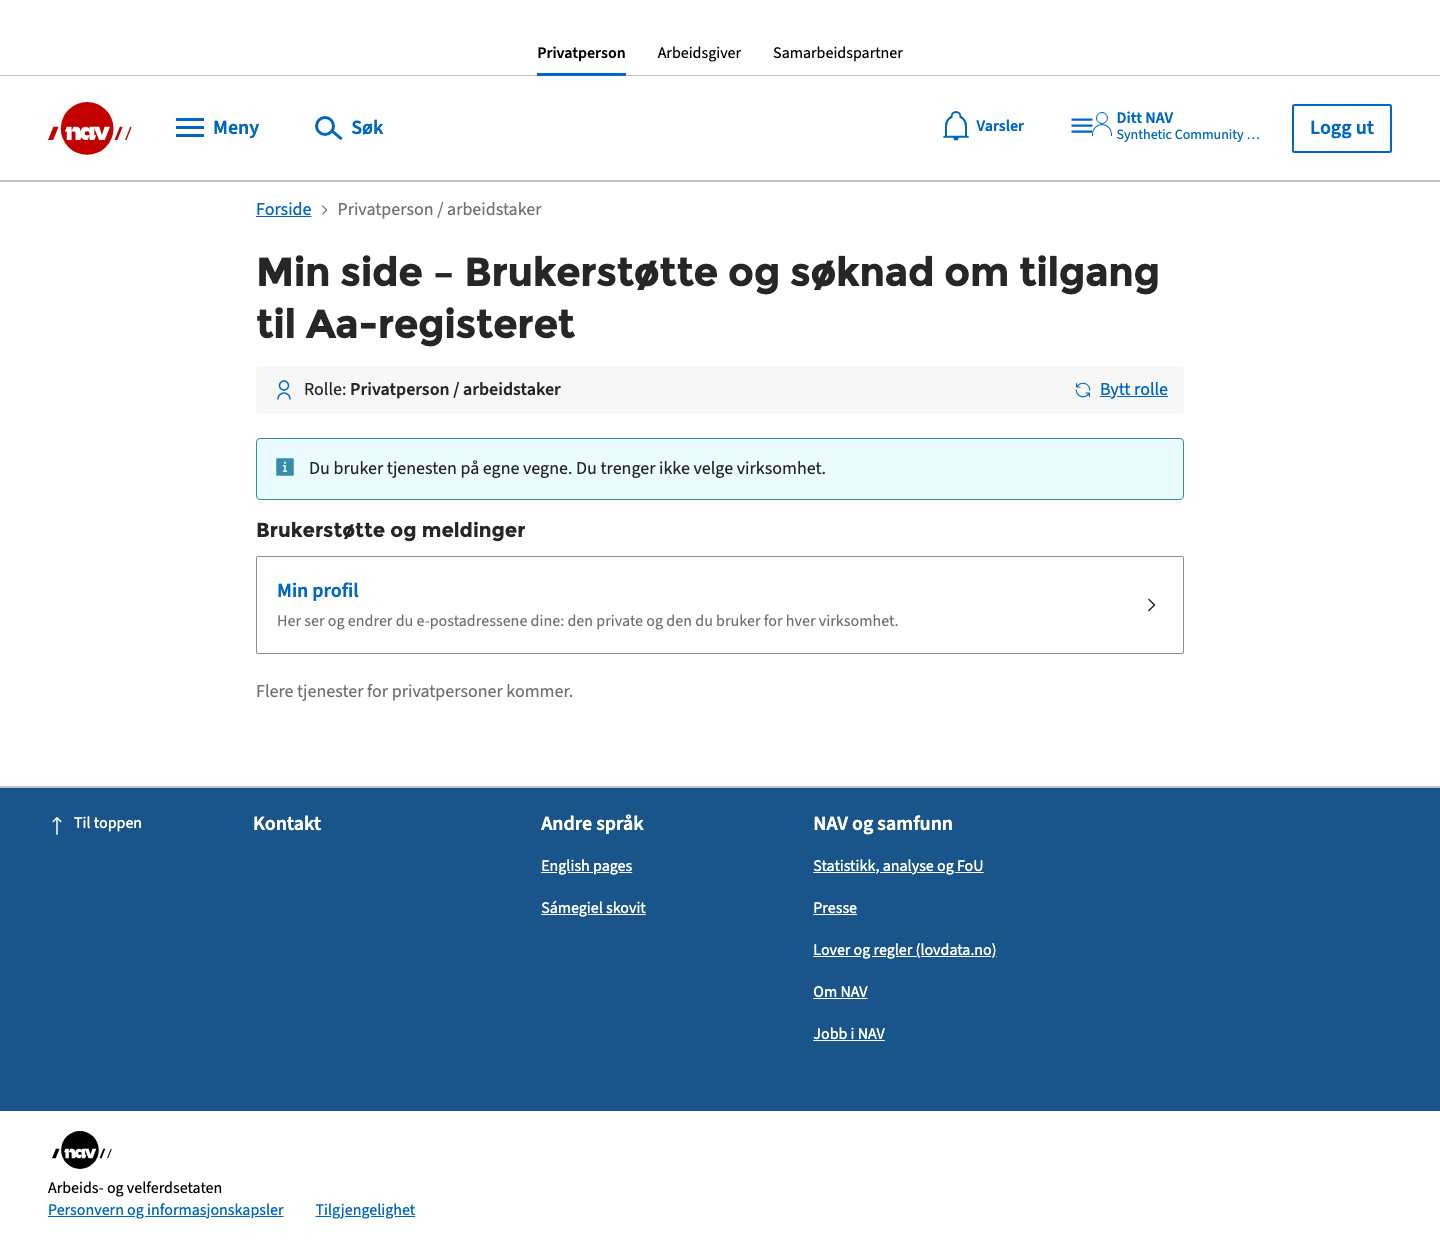 Privatperson Arbeidsgiver Samarbeidspartner
nav Meny Søk Varsler Ditt NAV Logg ut
Synthetic Community …
Forside Privatperson / arbeidstaker
Min side – Brukerstøtte og søknad om tilgang
til Aa-registeret
Rolle: Privatperson / arbeidstaker Bytt rolle
Du bruker tjenesten på egne vegne. Du trenger ikke velge virksomhet.
Brukerstøtte og meldinger
Min profil
Her ser og endrer du e-postadressene dine: den private og den du bruker for hver virksomhet.
Flere tjenester for privatpersoner kommer.
Til toppen Kontakt Andre språk NAV og samfunn
English pages Statistikk, analyse og FoU
Sámegiel skovit Presse
Lover og regler (lovdata.no)
Om NAV
Jobb i NAV
nav
Arbeids- og velferdsetaten
Personvern og informasjonskapsler Tilgjengelighet